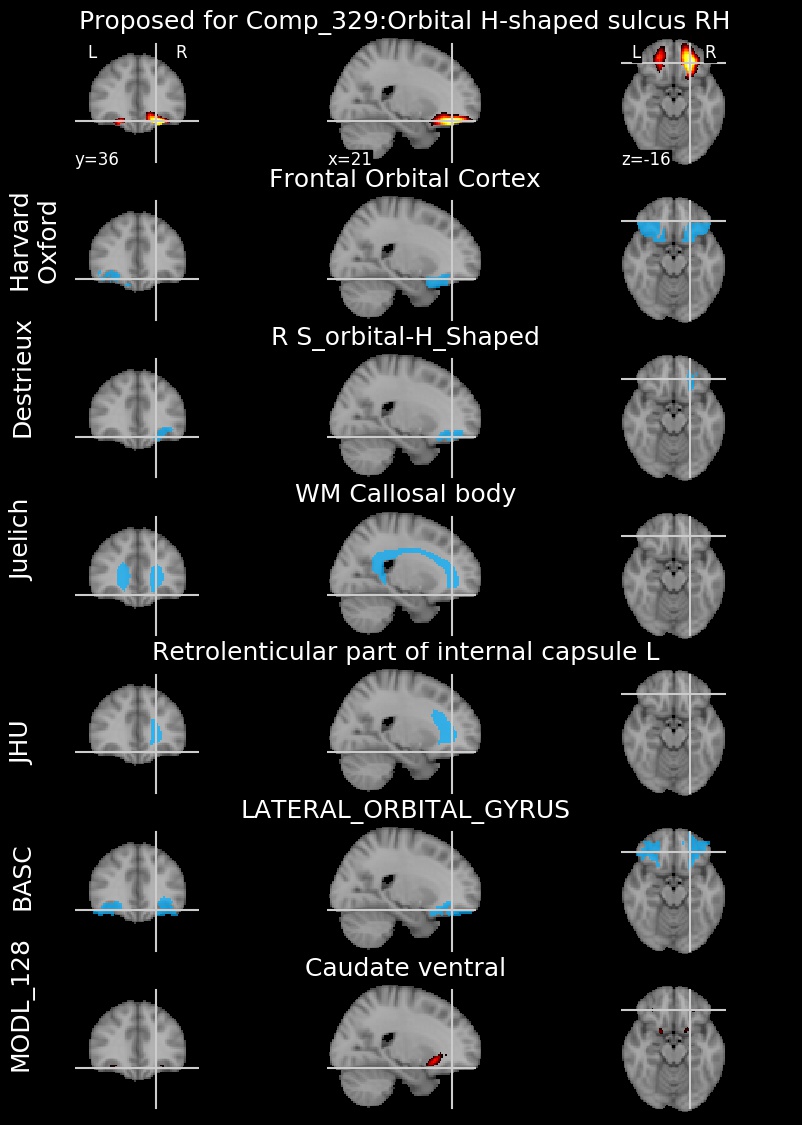 Proposed for Comp_329:Orbital H-shaped sulcus RH
L R
L R
y=36
x=21
z=-16
Frontal Orbital Cortex
Harvard
Oxford
R S_orbital-H_Shaped
Destrieux
WM Callosal body
Juelich
Retrolenticular part of internal capsule L
JHU
LATERAL_ORBITAL_GYRUS
BASC
Caudate ventral
MODL_128